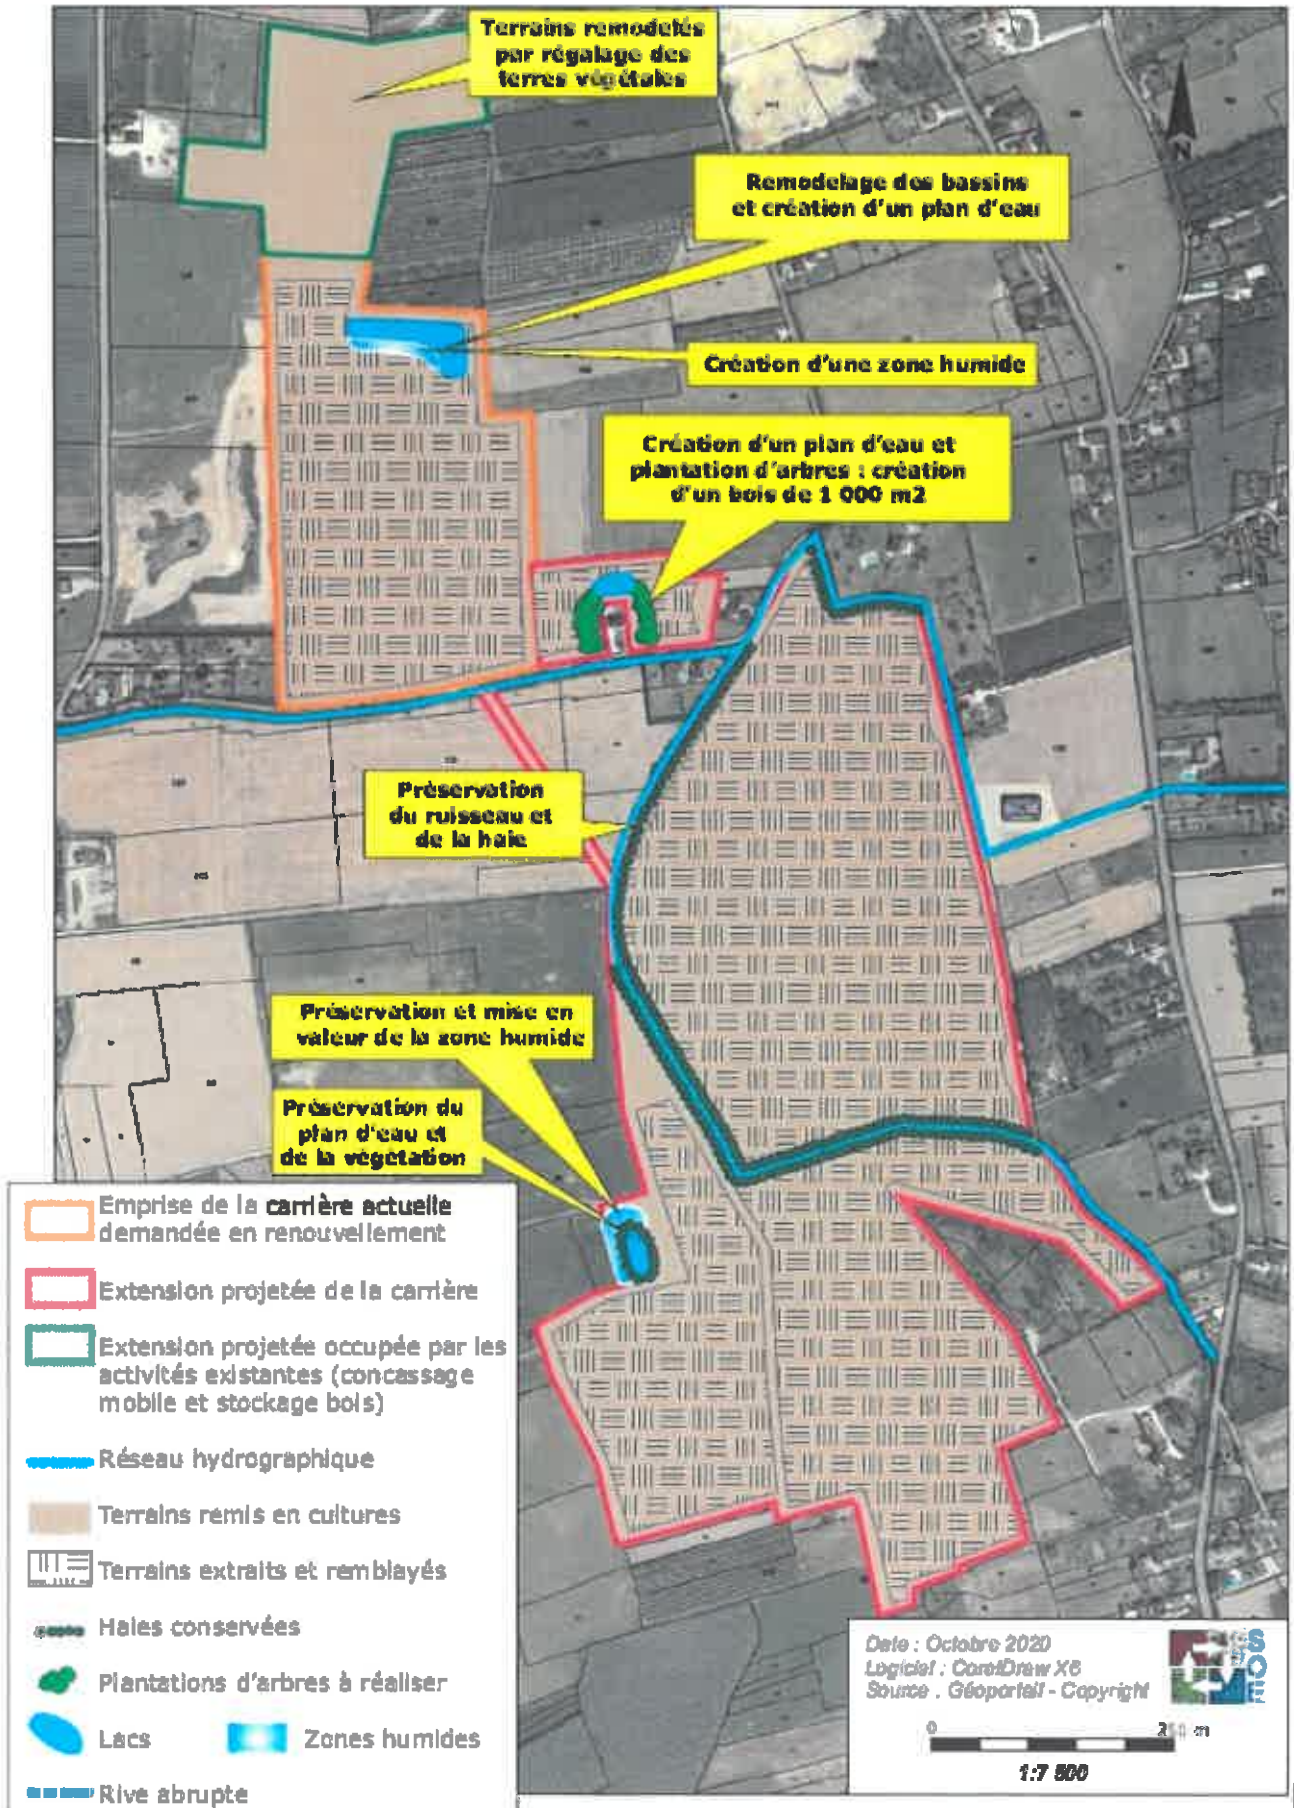 Terrains remodelés
par régalage des
terres végétales
N
Remodelage des bassins
et création d'un plan d'eau
Création d'une zone humide
Création d'un plan d'eau et
plantation d'arbres : création
d'un bois de 1 000 m2
Préservation
du ruisseau et
de la haie
Préservation et mise en
valeur de la zone humide
Préservation du
plan d'eau et
de la végétation
Emprise de la carrière actuelle
demandée en renouvellement
Extension projetée de la carrière
Extension projetée occupée par les
activités existantes (concassage
mobile et stockage bois)
Réseau hydrographique
Terrains remis en cultures
Terrains extraits et remblayés
Haies conservées
Plantations d'arbres à réaliser
Lacs
Zones humides
Rive abrupte
Date : Octobre 2020
Logiciel : CorelDraw X6
Source . Géoportail - Copyright
0 250 m
1:7 500